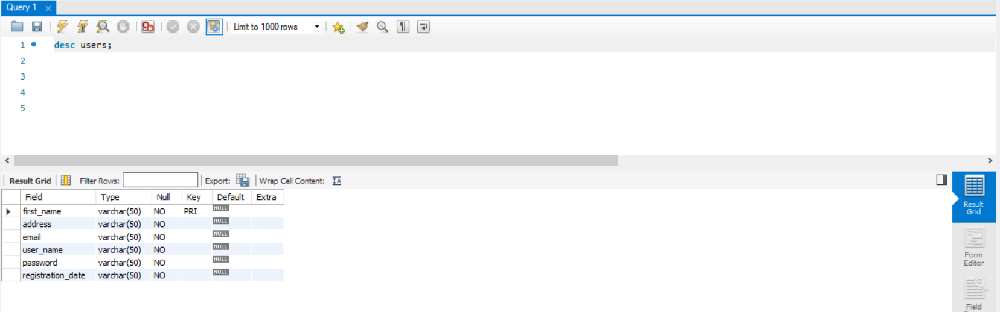 Query 1
Limit to 1000 rows
1 desc users;
2
3
4
5
Result Grid Filter Rows: Export: Wrap Cell Content:
Field Type Null Key Default Extra
first_name varchar(50) NO PRI NULL
address varchar(50) NO NULL
email varchar(50) NO NULL
user_name varchar(50) NO NULL
password varchar(50) NO NULL
registration_date varchar(50) NO NULL
Result
Grid
Form
Editor
Field